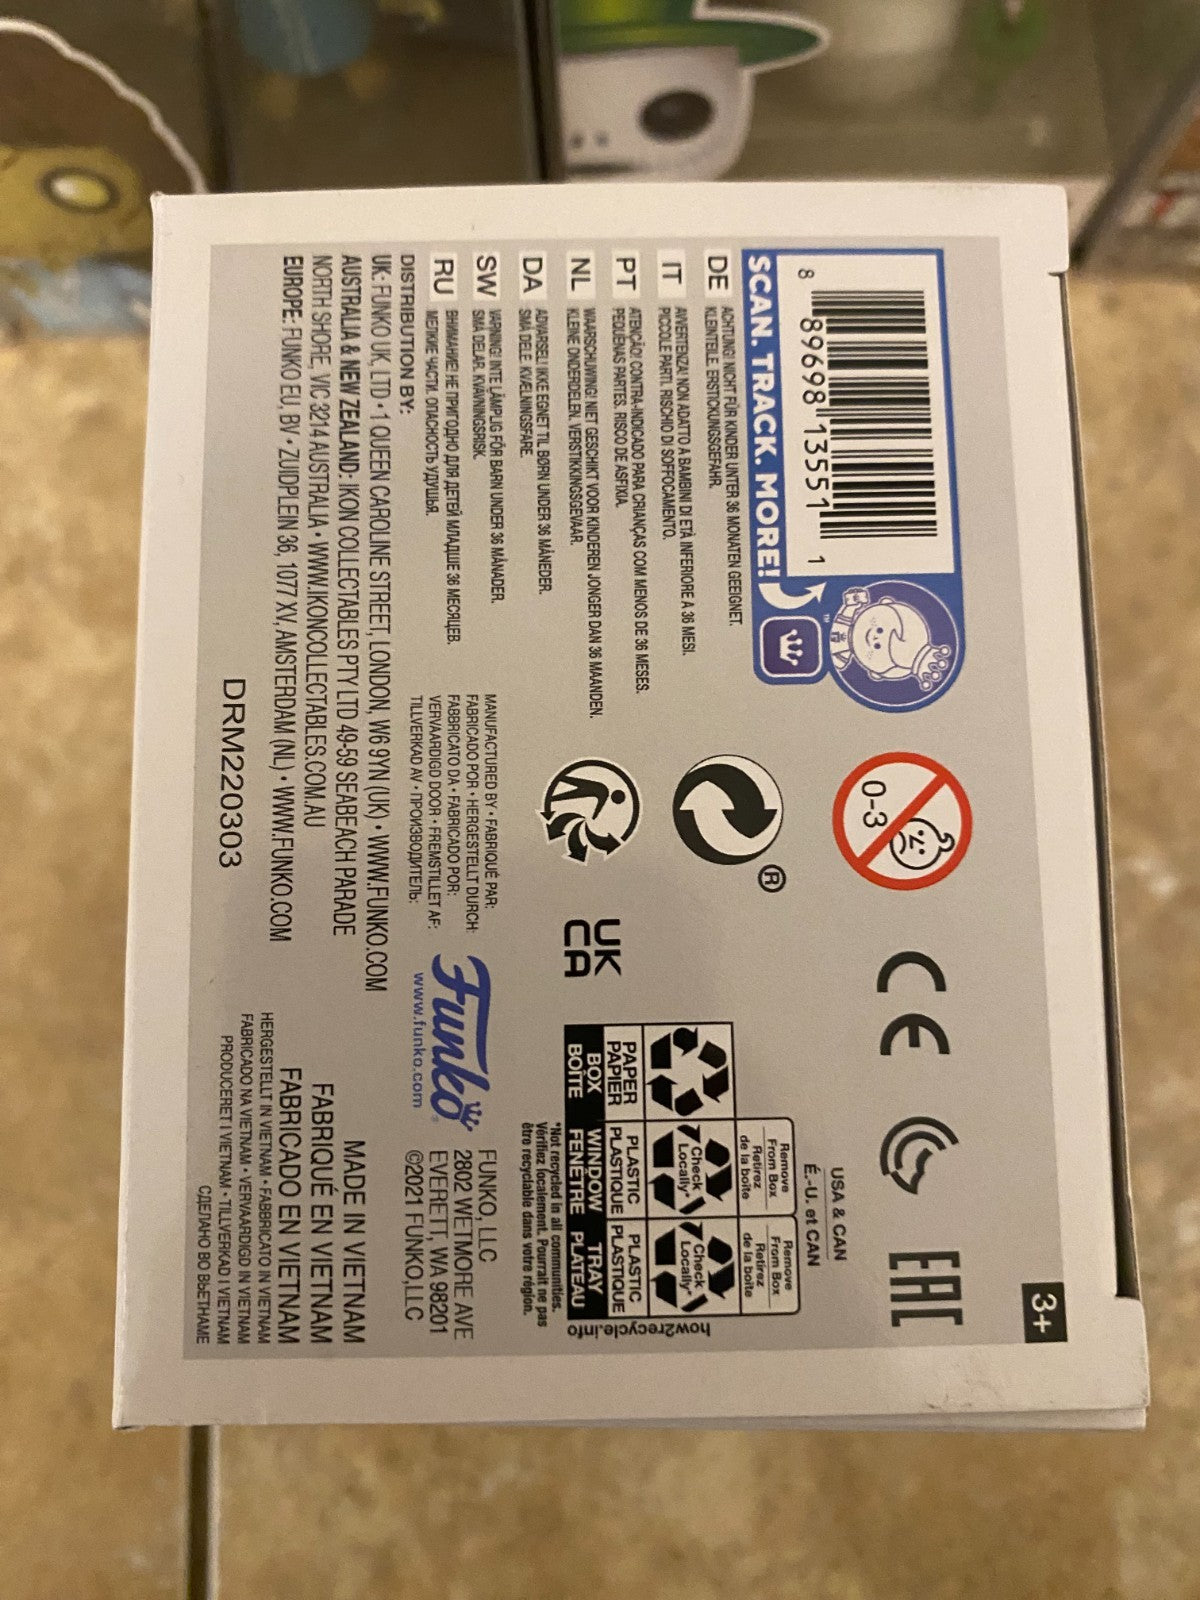 3+
8 89698 13551 1
SCAN. TRACK. MORE!
TM
0-3
CE
EAC
DE ACHTUNG! NICHT FÜR KINDER UNTER 36 MONATEN GEEIGNET.
KLEINTEILE. ERSTICKUNGSGEFAHR.
IT AVVERTENZA! NON ADATTO A BAMBINI DI ETÀ INFERIORE A 36 MESI.
PICCOLE PARTI. RISCHIO DI SOFFOCAMENTO.
PT ATENÇÃO! CONTRA-INDICADO PARA CRIANÇAS COM MENOS DE 36 MESES.
PEQUENAS PARTES. RISCO DE ASFIXIA.
NL WAARSCHUWING! NIET GESCHIKT VOOR KINDEREN JONGER DAN 36 MAANDEN.
KLEINE ONDERDELEN. VERSTIKKINGSGEVAAR.
DA ADVARSEL! IKKE EGNET TIL BØRN UNDER 36 MÅNEDER.
SMÅ DELE. KVÆLNINGSFARE.
SW VARNING! INTE LÄMPLIG FÖR BARN UNDER 36 MÅNADER.
SMÅ DELAR. KVÄVNINGSRISK.
RU ВНИМАНИЕ! НЕ ПРИГОДНО ДЛЯ ДЕТЕЙ МЛАДШЕ 36 МЕСЯЦЕВ.
МЕЛКИЕ ЧАСТИ. ОПАСНОСТЬ УДУШЬЯ.
®
UK
CA
USA & CAN
É.-U. et CAN
Remove From Box
Retirez de la boîte
Remove From Box
Retirez de la boîte
Check Locally*
Check Locally*
PAPER PAPIER
PLASTIC PLASTIQUE
PLASTIC PLASTIQUE
BOX BOÎTE
WINDOW FENÊTRE
TRAY PLATEAU
how2recycle.info
*Not recycled in all communities.
Vérifiez localement. Pourrait ne pas
être recyclable dans votre région.
MANUFACTURED BY • FABRIQUÉ PAR:
FABRICADO POR • HERGESTELLT DURCH:
FABBRICATO DA • FABRICADO POR:
VERVAARDIGD DOOR • FREMSTILLET AF:
TILLVERKAD AV • ПРОИЗВОДИТЕЛЬ:
Funko®
www.funko.com
FUNKO, LLC
2802 WETMORE AVE
EVERETT, WA 98201
©2021 FUNKO,LLC
DISTRIBUTION BY:
UK: FUNKO UK, LTD • 1 QUEEN CAROLINE STREET, LONDON, W6 9YN (UK) • WWW.FUNKO.COM
AUSTRALIA & NEW ZEALAND: IKON COLLECTABLES PTY LTD 49-59 SEABEACH PARADE
NORTH SHORE, VIC 3214 AUSTRALIA • WWW.IKONCOLLECTABLES.COM.AU
EUROPE: FUNKO EU, BV • ZUIDPLEIN 36, 1077 XV, AMSTERDAM (NL) • WWW.FUNKO.COM
DRM220303
MADE IN VIETNAM
FABRIQUÉ EN VIETNAM
FABRICADO EN VIETNAM
HERGESTELLT IN VIETNAM • FABBRICATO IN VIETNAM
FABRICADO NA VIETNAM • VERVAARDIGD IN VIETNAM
PRODUCERET I VIETNAM • TILLVERKAD I VIETNAM
СДЕЛАНО ВО ВЬЕТНАМЕ